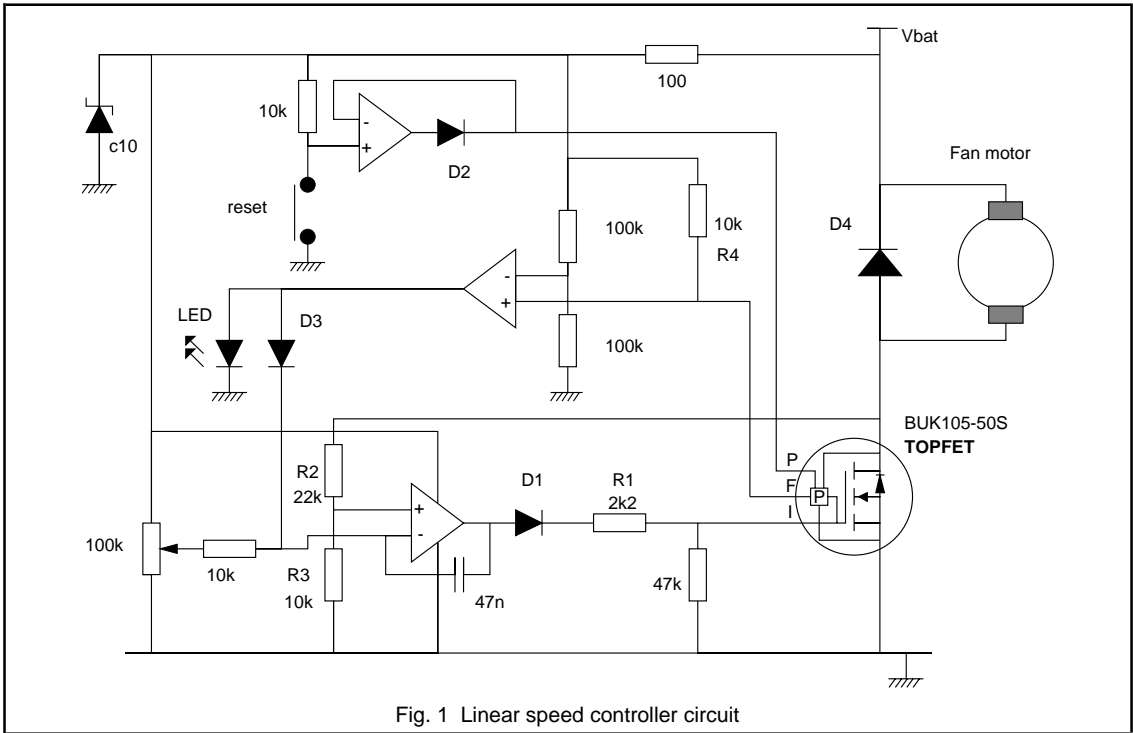 Vbat
100
10k
-
+
c10
D2
Fan motor
reset
100k
10k
R4
D4
-
+
LED
D3
100k
BUK105-50S
TOPFET
P
F
P
I
R2
22k
D1
R1
2k2
+
-
100k
10k
R3
10k
47n
47k
Fig. 1 Linear speed controller circuit